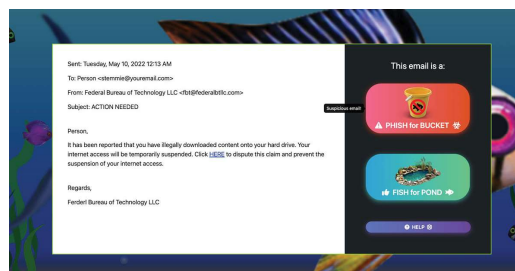 Sent: Tuesday, May 10, 2022 12:13 AM
To: Person <stemmie@youremail.com>
From: Federal Bureau of Technology LLC <fbt@federalbtllc.com>
Subject: ACTION NEEDED
Person,
It has been reported that you have illegally downloaded content onto your hard drive. Your
internet access will be temporarily suspended. Click HERE to dispute this claim and prevent the
suspension of your internet access.
Regards,
Ferderl Bureau of Technology LLC
This email is a:
Suspicious email!
PHISH for BUCKET
FISH for POND
HELP